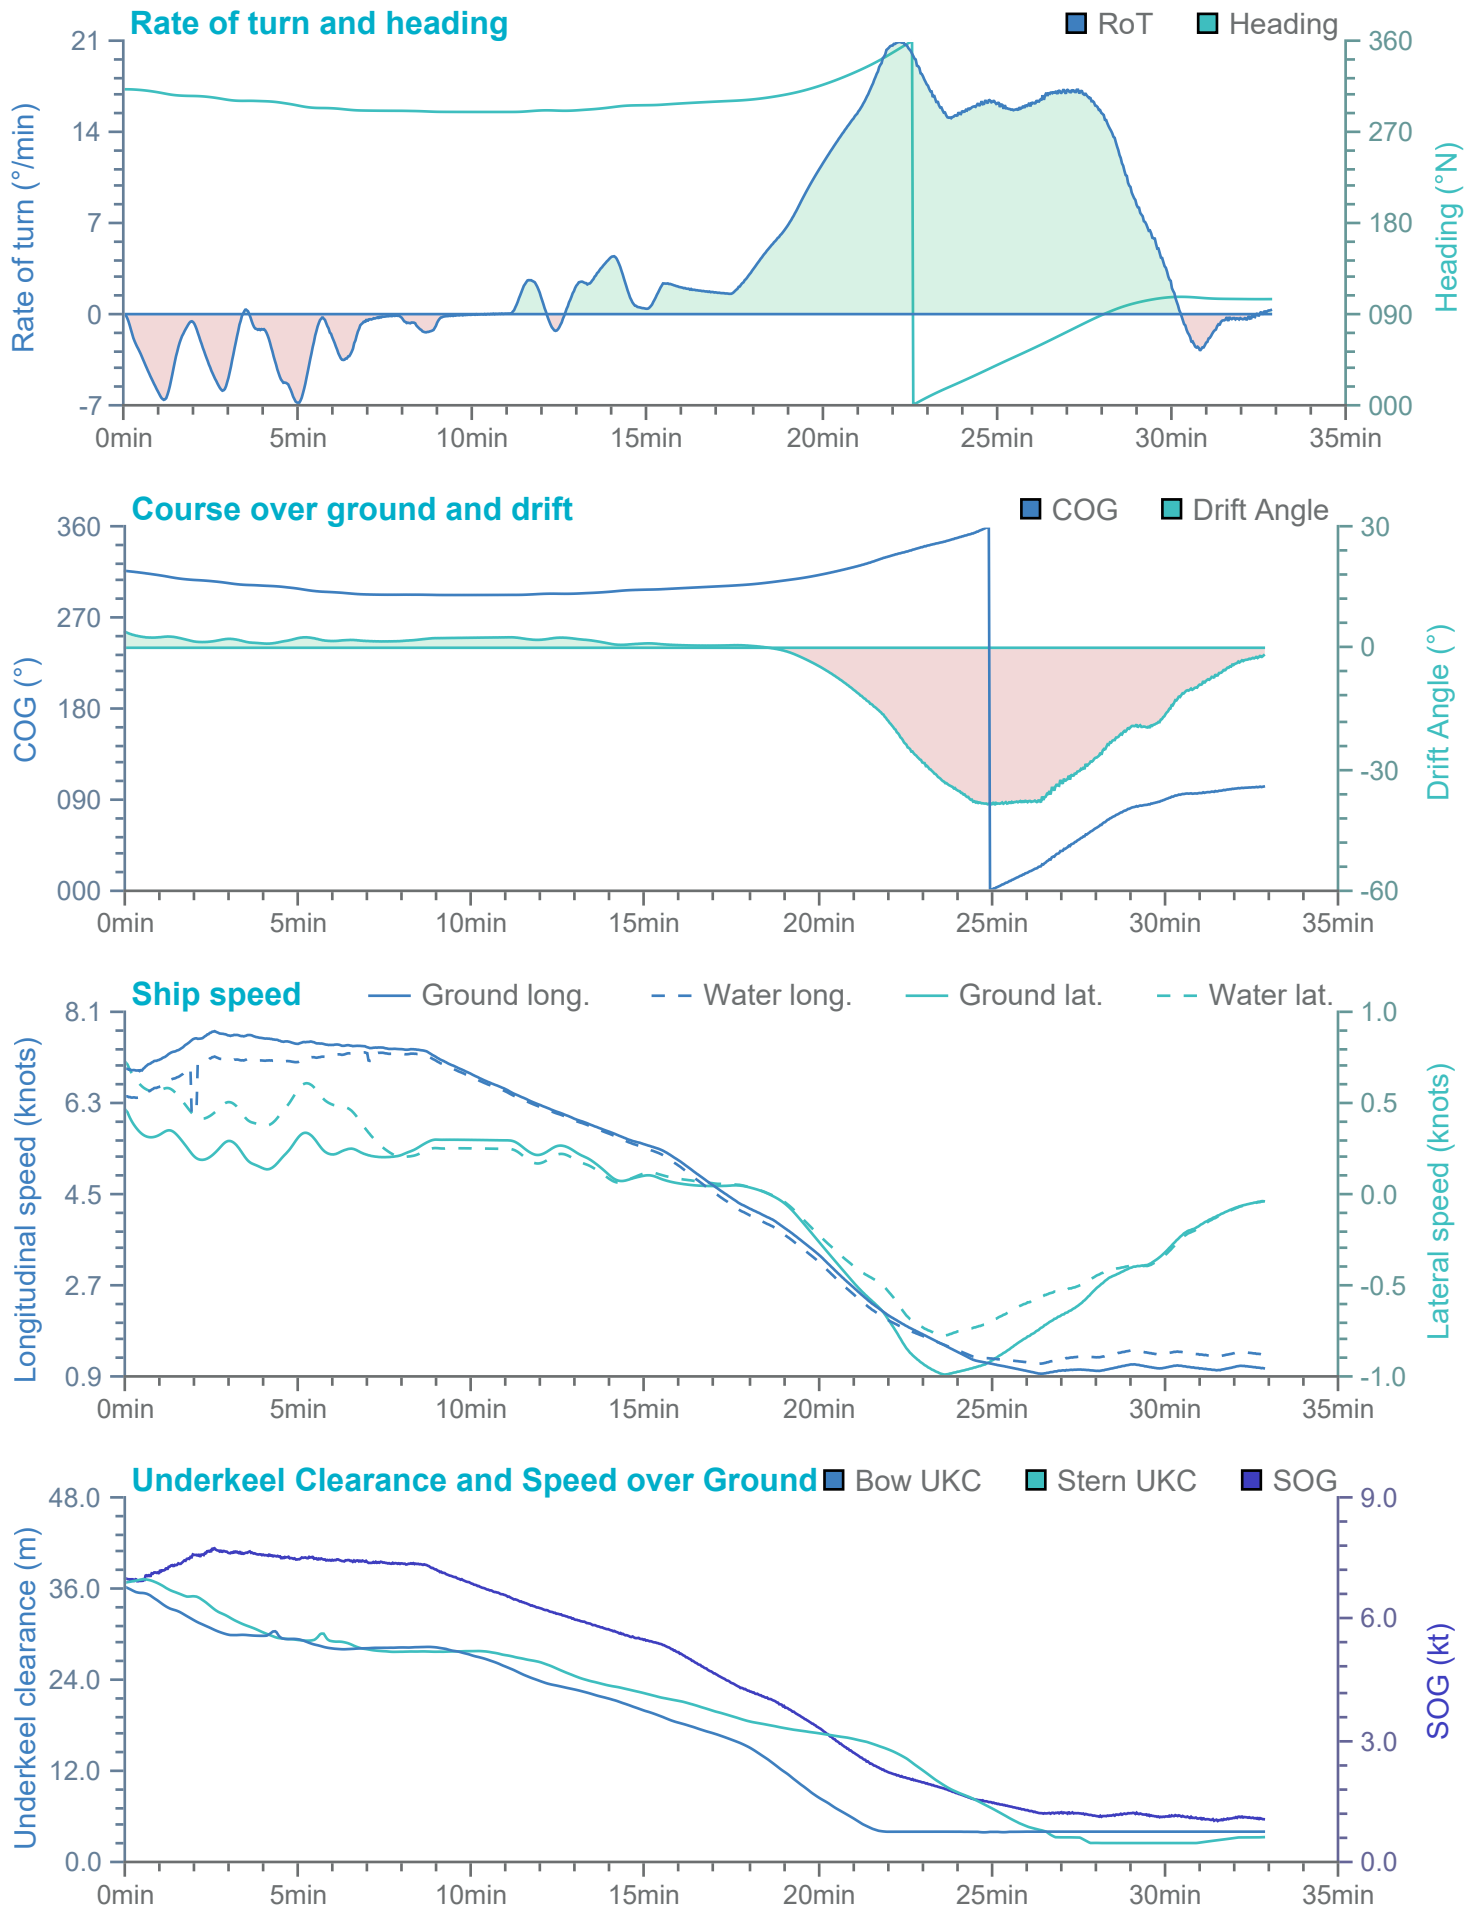 Rate of turn and heading
RoT Heading
21
14
7
0
-7
360
270
180
090
000
Rate of turn (°/min)
Heading (°N)
0min 5min 10min 15min 20min 25min 30min 35min
Course over ground and drift
COG Drift Angle
360
270
180
090
000
30
0
-30
-60
COG (°)
Drift Angle (°)
0min 5min 10min 15min 20min 25min 30min 35min
Ship speed
Ground long. Water long. Ground lat. Water lat.
8.1
6.3
4.5
2.7
0.9
1.0
0.5
0.0
-0.5
-1.0
Longitudinal speed (knots)
Lateral speed (knots)
0min 5min 10min 15min 20min 25min 30min 35min
Underkeel Clearance and Speed over Ground
Bow UKC Stern UKC SOG
48.0
36.0
24.0
12.0
0.0
9.0
6.0
3.0
0.0
Underkeel clearance (m)
SOG (kt)
0min 5min 10min 15min 20min 25min 30min 35min